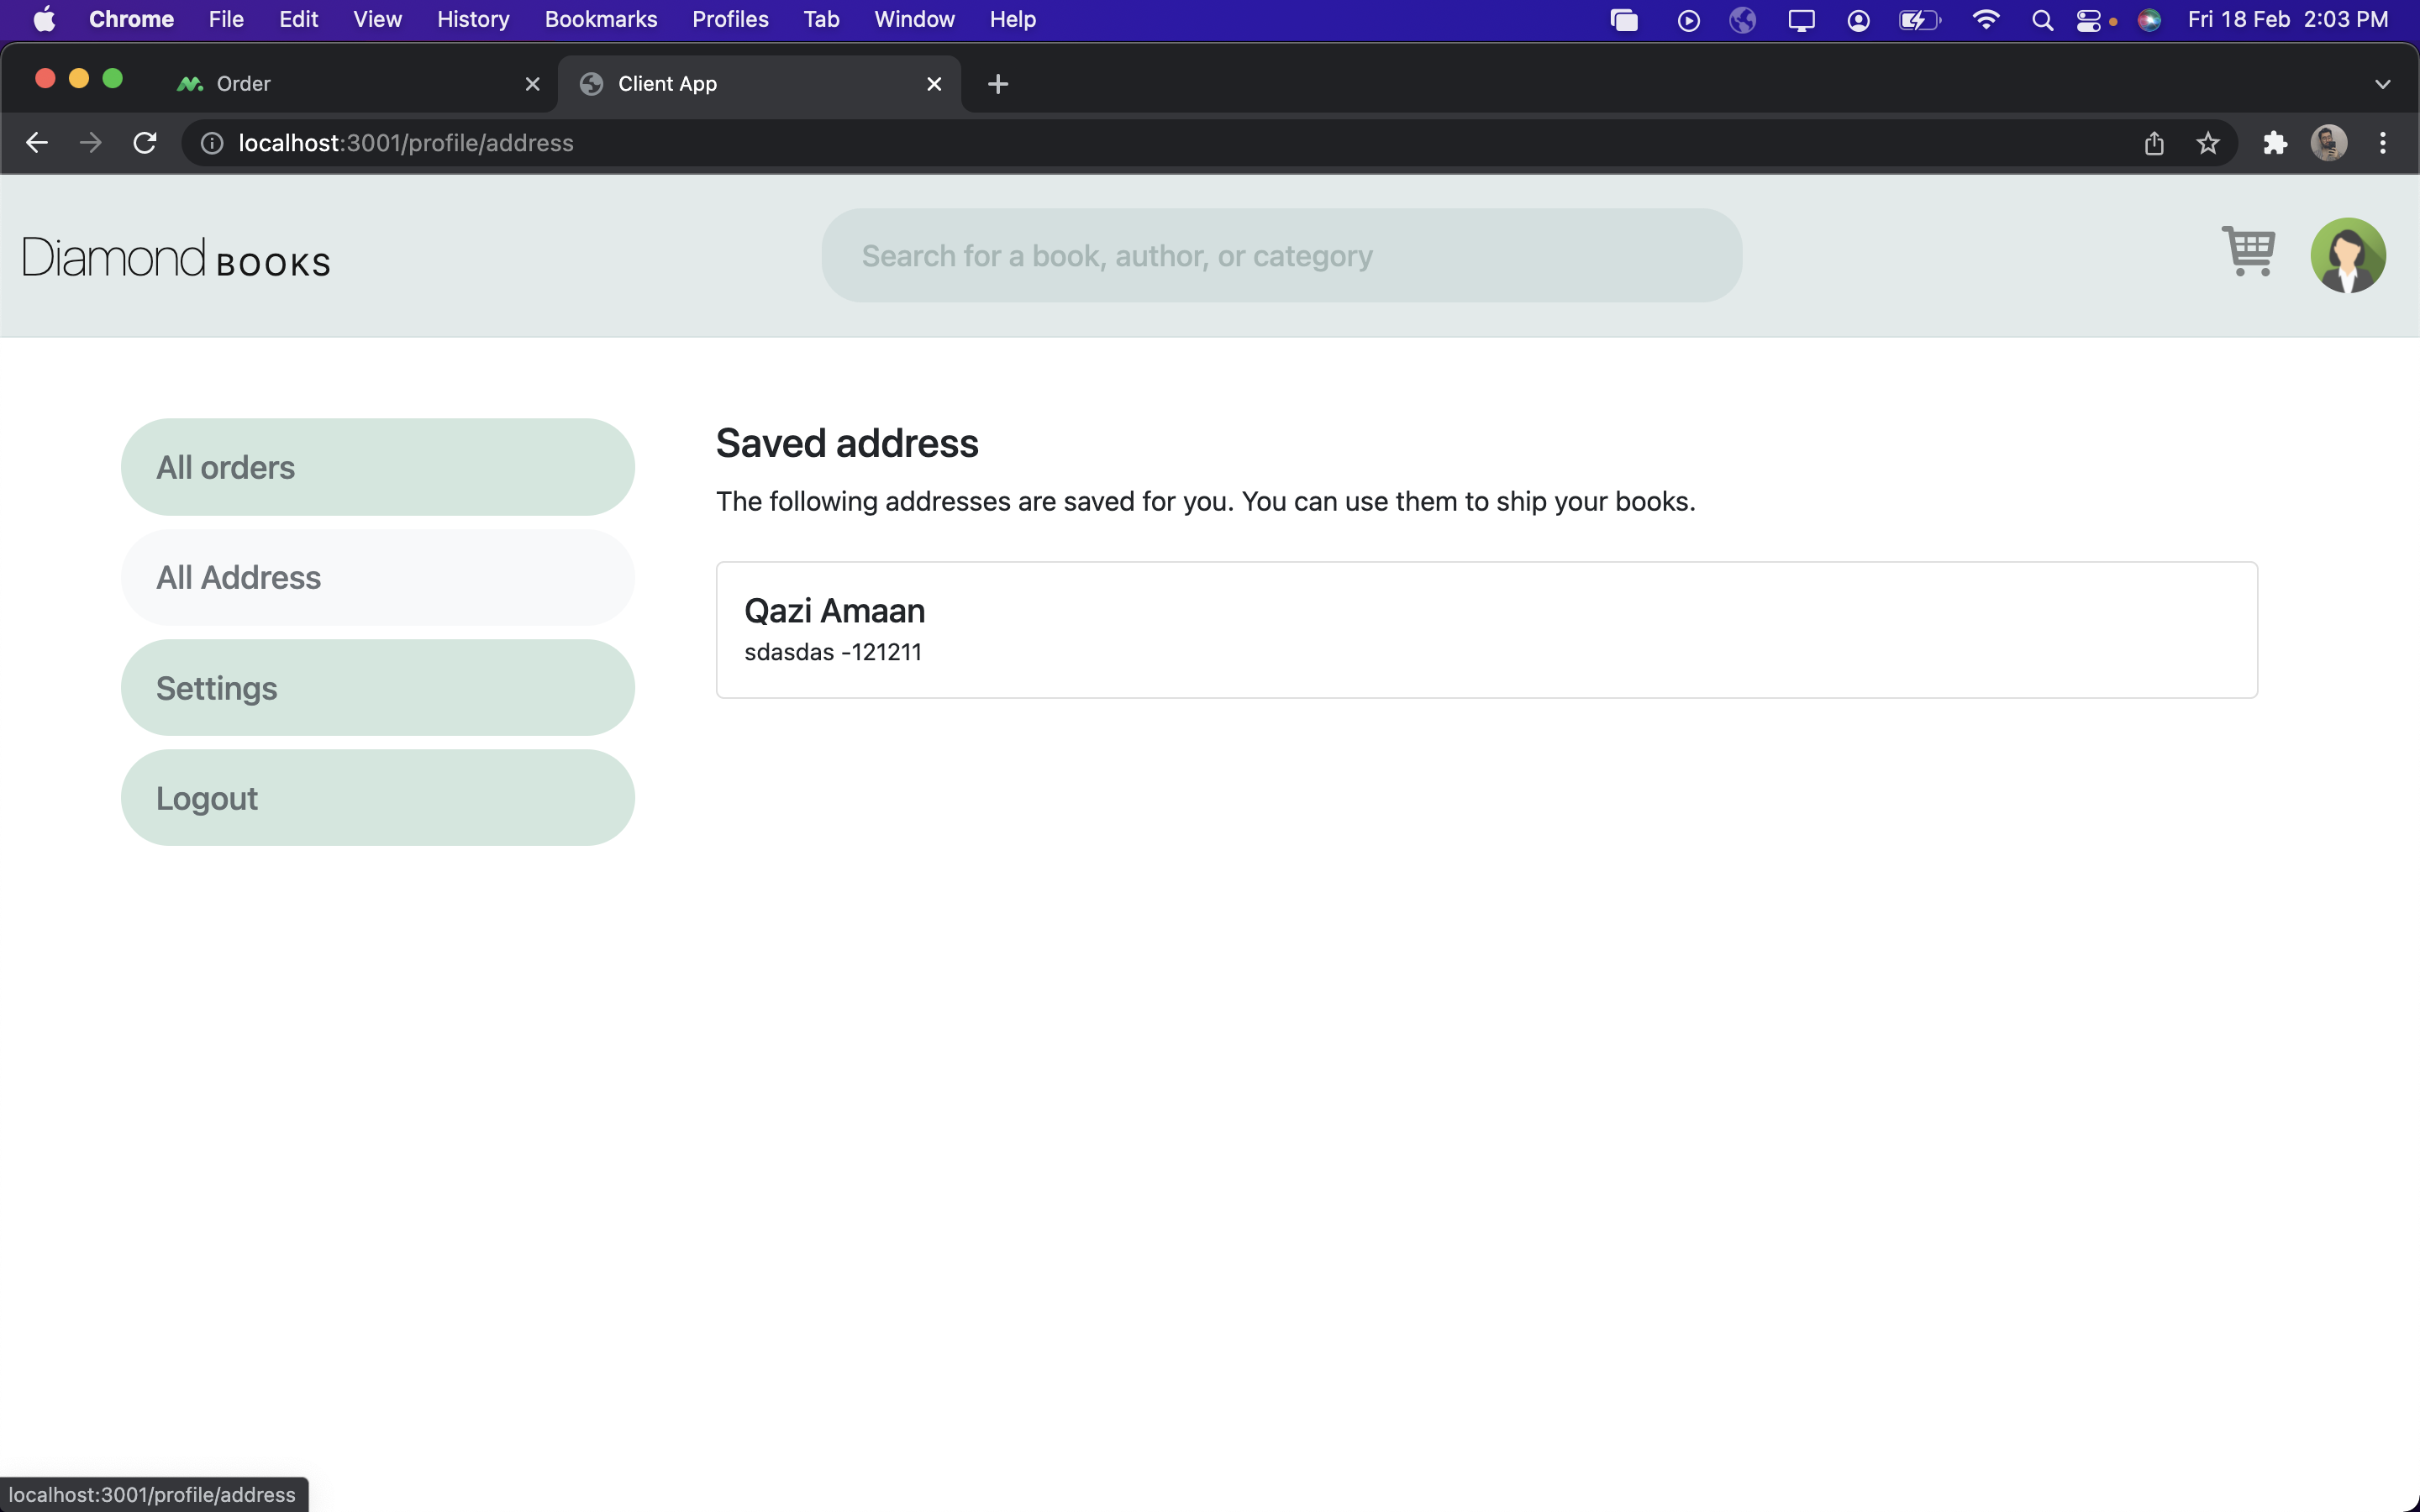 Chrome File Edit View History Bookmarks Profiles Tab Window Help Fri 18 Feb 2:03 PM
Order Client App
localhost:3001/profile/address
Diamond BOOKS Search for a book, author, or category
All orders
All Address
Settings
Logout
Saved address
The following addresses are saved for you. You can use them to ship your books.
Qazi Amaan
sdasdas -121211
localhost:3001/profile/address